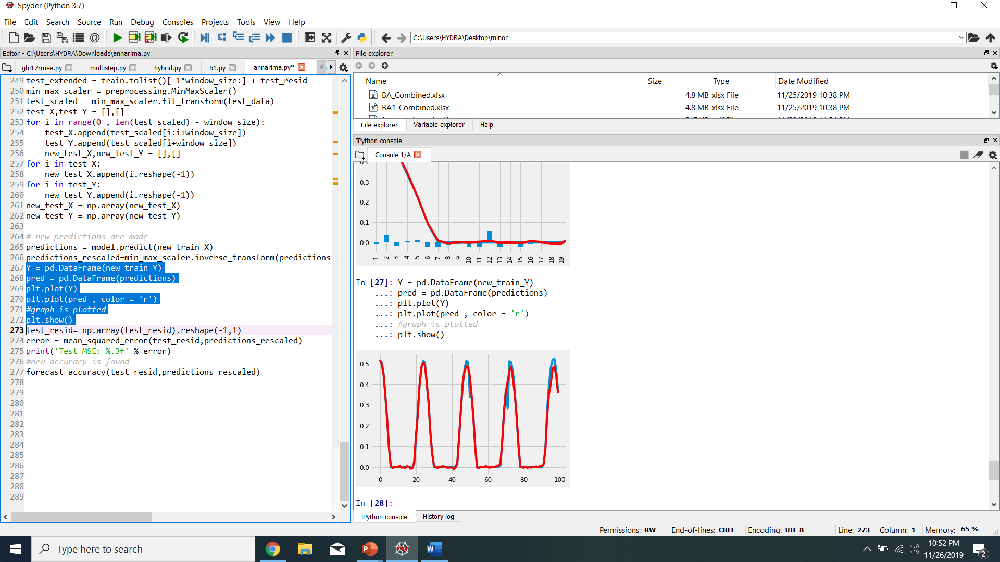 Spyder (Python 3.7)
File Edit Search Source Run Debug Consoles Projects Tools View Help
C:\Users\HYDRA\Desktop\minor
Editor - C:\Users\HYDRA\Downloads\annarima.py
ghi17rmse.py multistep.py hybrid.py b1.py annarima.py*
249 test_extended = train.tolist()[-1*window_size:] + test_resid
250 min_max_scaler = preprocessing.MinMaxScaler()
251 test_scaled = min_max_scaler.fit_transform(test_data)
252 test_X,test_Y = [],[]
253 for i in range(0 , len(test_scaled) - window_size):
254     test_X.append(test_scaled[i:i+window_size])
255     test_Y.append(test_scaled[i+window_size])
256     new_test_X,new_test_Y = [],[]
257 for i in test_X:
258     new_test_X.append(i.reshape(-1))
259 for i in test_Y:
260     new_test_Y.append(i.reshape(-1))
261 new_test_X = np.array(new_test_X)
262 new_test_Y = np.array(new_test_Y)
263
264 # new predictions are made
265 predictions = model.predict(new_train_X)
266 predictions_rescaled=min_max_scaler.inverse_transform(predictions)
267 Y = pd.DataFrame(new_train_Y)
268 pred = pd.DataFrame(predictions)
269 plt.plot(Y)
270 plt.plot(pred , color = 'r')
271 #graph is plotted
272 plt.show()
273 test_resid= np.array(test_resid).reshape(-1,1)
274 error = mean_squared_error(test_resid,predictions_rescaled)
275 print('Test MSE: %.3f' % error)
276 #new accuracy is found
277 forecast_accuracy(test_resid,predictions_rescaled)
278
279
280
281
282
283
284
285
286
287
288
289
File explorer
Name Size Type Date Modified
BA_Combined.xlsx 4.8 MB xlsx File 11/25/2019 10:38 PM
BA1_Combined.xlsx 4.8 MB xlsx File 11/25/2019 10:38 PM
File explorer Variable explorer Help
IPython console
Console 1/A
0.4
0.3
0.2
0.1
0.0
1 2 3 4 5 6 7 8 9 10 11 12 13 14 15 16 17 18 19
In [27]: Y = pd.DataFrame(new_train_Y)
...: pred = pd.DataFrame(predictions)
...: plt.plot(Y)
...: plt.plot(pred , color = 'r')
...: #graph is plotted
...: plt.show()
0.5
0.4
0.3
0.2
0.1
0.0
0 20 40 60 80 100
In [28]:
IPython console History log
Permissions: RW End-of-lines: CRLF Encoding: UTF-8 Line: 273 Column: 1 Memory: 65 %
Type here to search
10:52 PM
11/26/2019
2